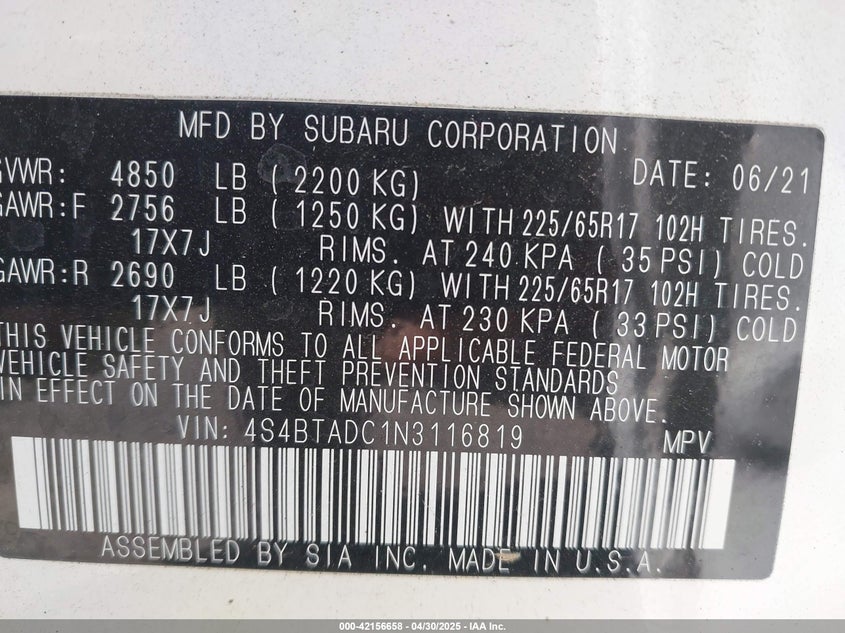 MFD BY SUBARU CORPORATION
GVWR: 4850 LB (2200 KG) DATE: 06/21
GAWR:F 2756 LB (1250 KG) WITH 225/65R17 102H TIRES.
17X7J RIMS. AT 240 KPA (35 PSI) COLD
GAWR:R 2690 LB (1220 KG) WITH 225/65R17 102H TIRES.
17X7J RIMS. AT 230 KPA (33 PSI) COLD
THIS VEHICLE CONFORMS TO ALL APPLICABLE FEDERAL MOTOR
VEHICLE SAFETY AND THEFT PREVENTION STANDARDS
IN EFFECT ON THE DATE OF MANUFACTURE SHOWN ABOVE.
VIN: 4S4BTADC1N3116819 MPV
ASSEMBLED BY SIA INC. MADE IN U.S.A.
000-42156658 - 04/30/2025 - IAA Inc.